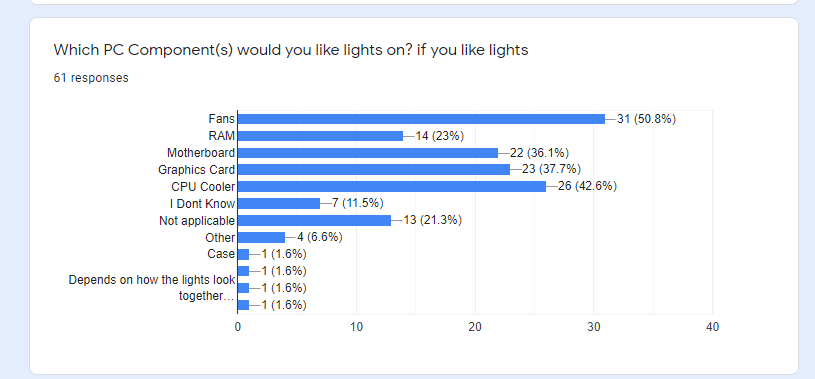 Which PC Component(s) would you like lights on? if you like lights
61 responses
Fans 31 (50.8%)
RAM 14 (23%)
Motherboard 22 (36.1%)
Graphics Card 23 (37.7%)
CPU Cooler 26 (42.6%)
I Dont Know 7 (11.5%)
Not applicable 13 (21.3%)
Other 4 (6.6%)
Case 1 (1.6%)
1 (1.6%)
Depends on how the lights look together… 1 (1.6%)
1 (1.6%)
0 10 20 30 40